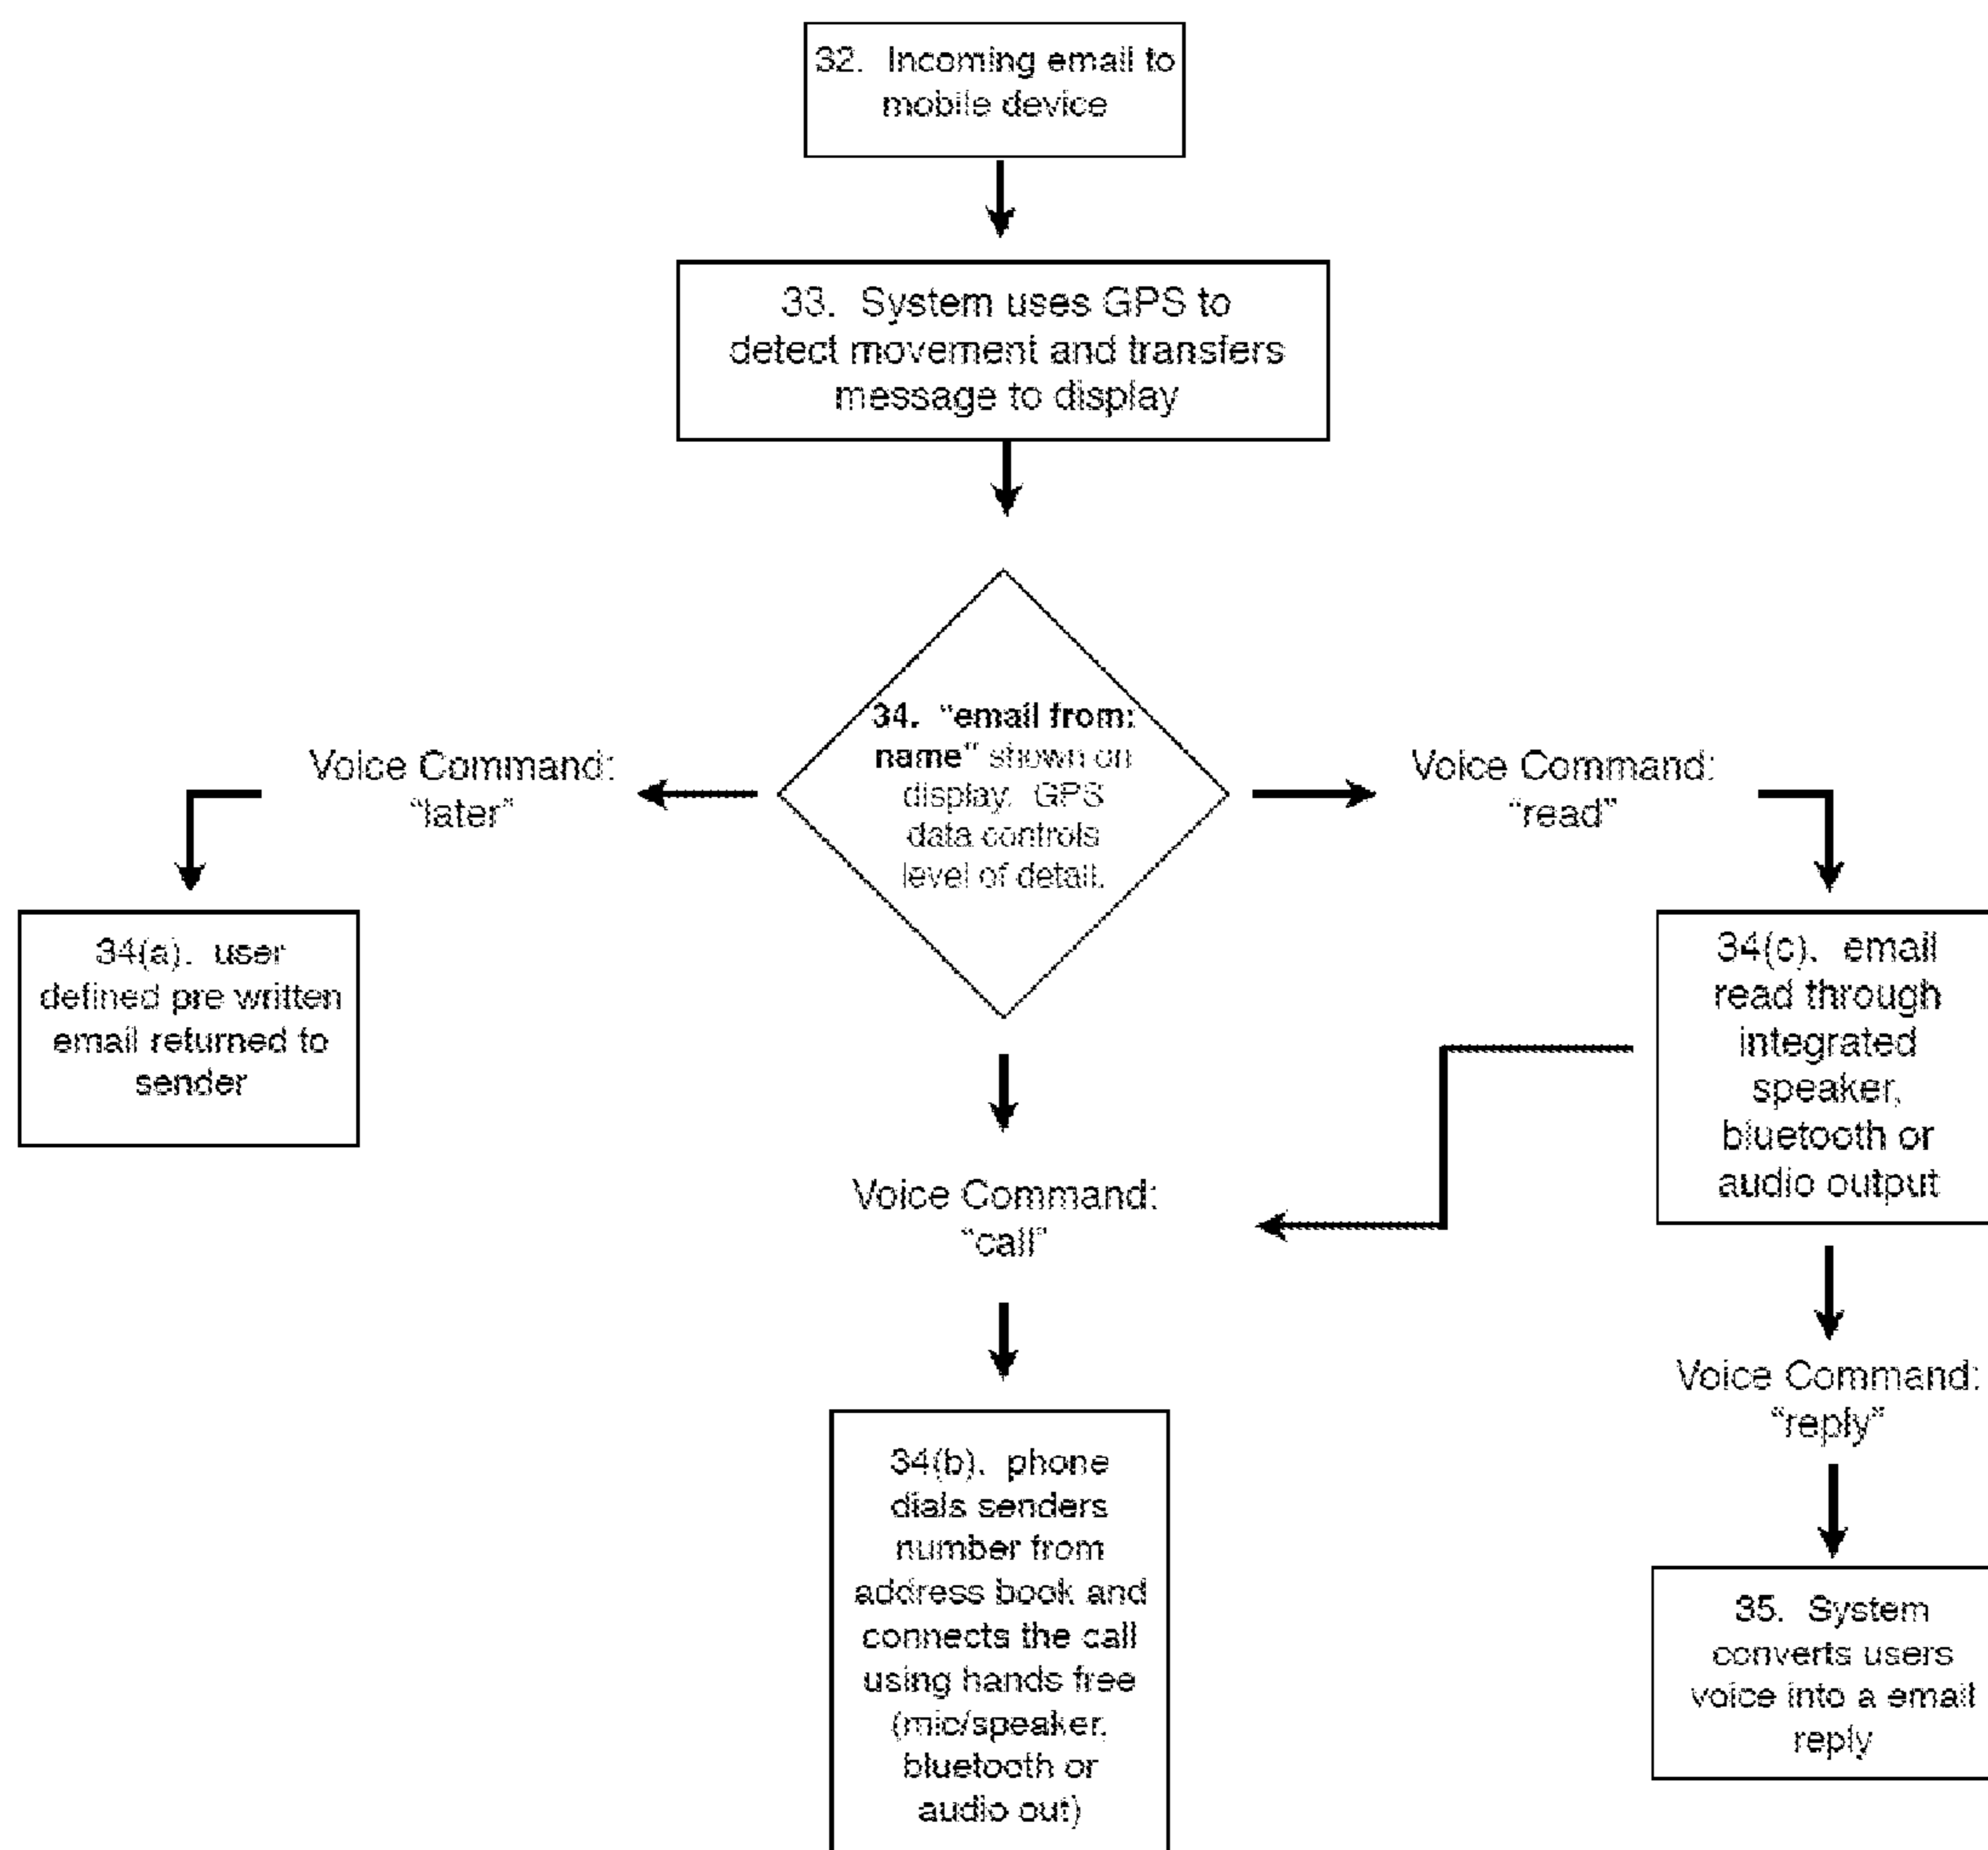 32. Incoming email to
mobile device
33. System uses GPS to
detect movement and transfers
message to display
34. "email from:
name" shown on
display. GPS
data controls
level of detail.
Voice Command:
"later"
Voice Command:
"read"
34(a). user
defined pre written
email returned to
sender
34(c). email
read through
integrated
speaker,
bluetooth or
audio output
Voice Command:
"call"
Voice Command:
"reply"
34(b). phone
dials senders
number from
address book and
connects the call
using hands free
(mic/speaker,
bluetooth or
audio out)
35. System
converts users
voice into a email
reply